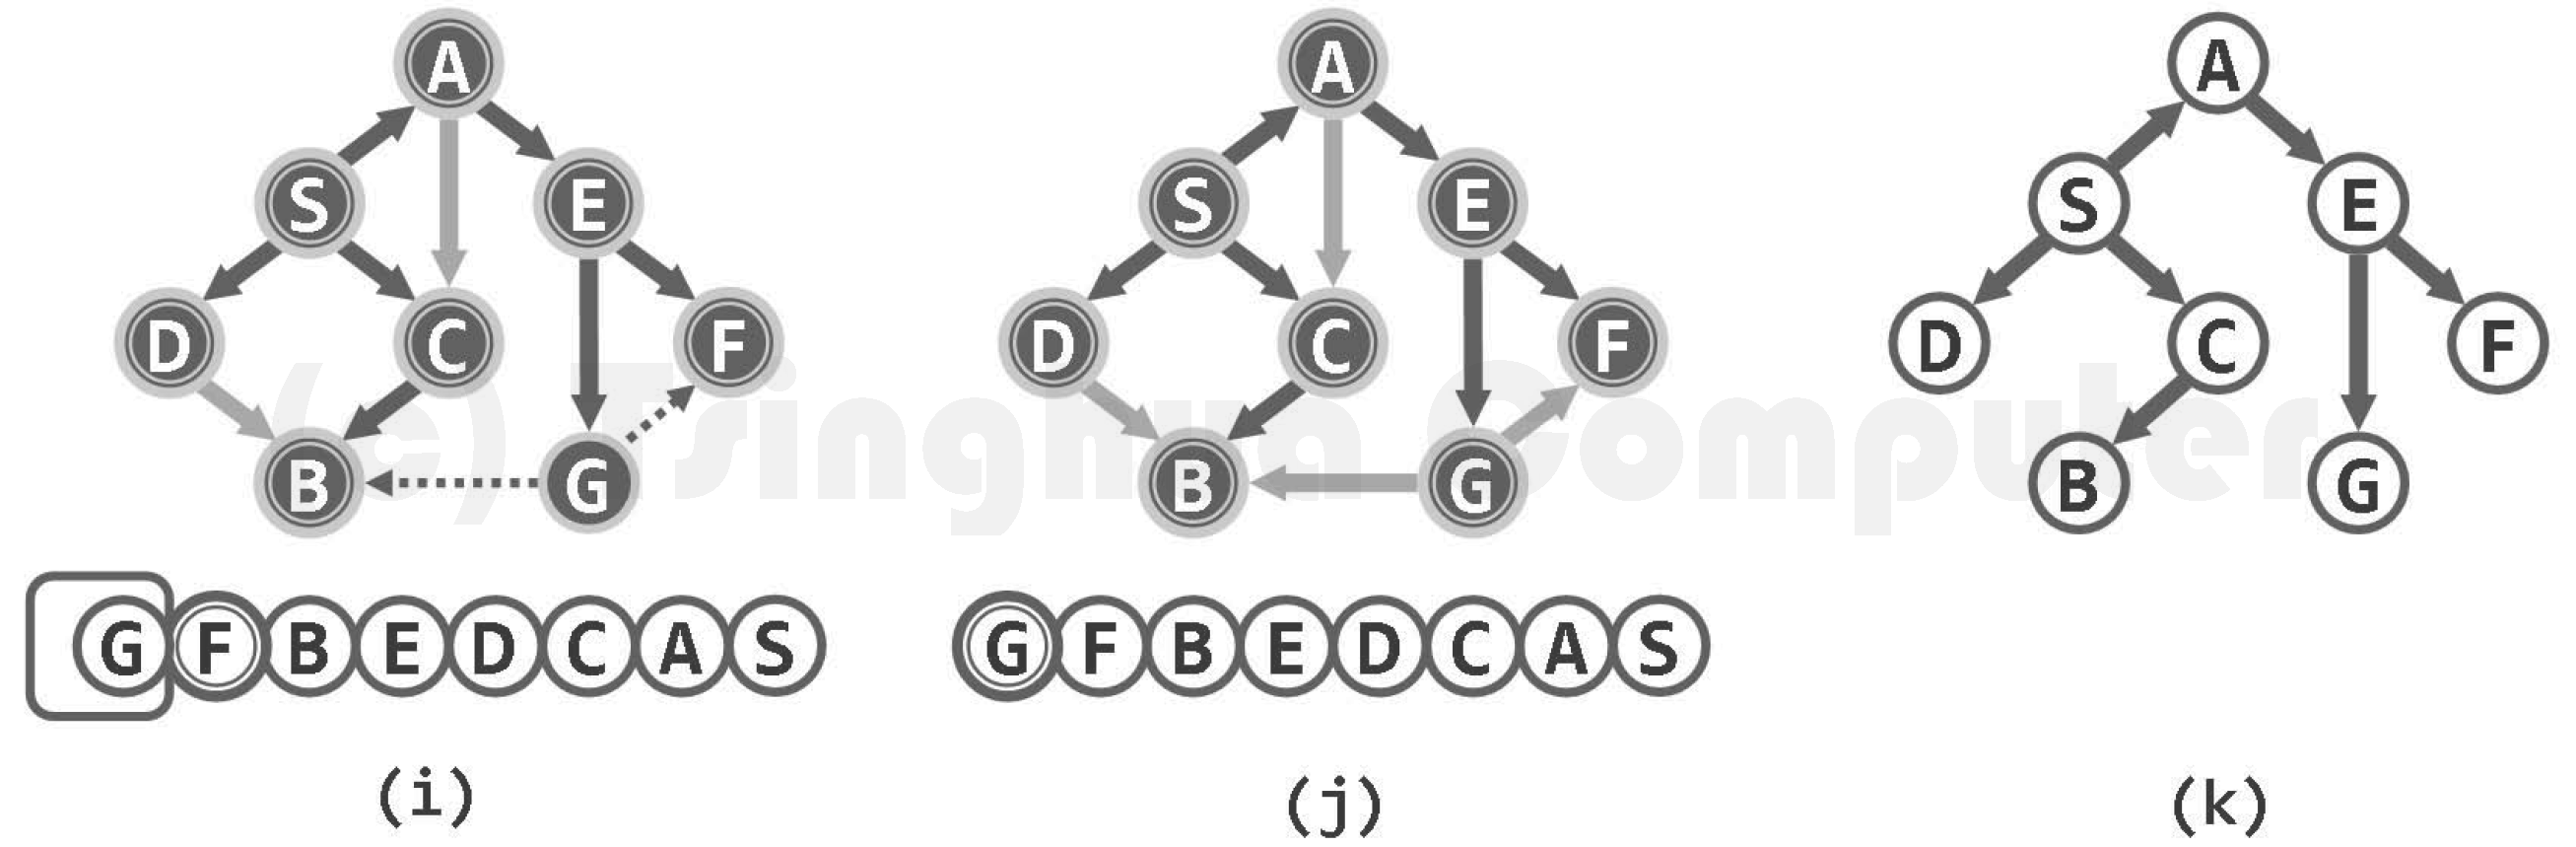 A A A
S E S E S E
D C F D C F D C F
B G B G B G
(c) Tsinghua Computer
G F B E D C A S G F B E D C A S
(i) (j) (k)